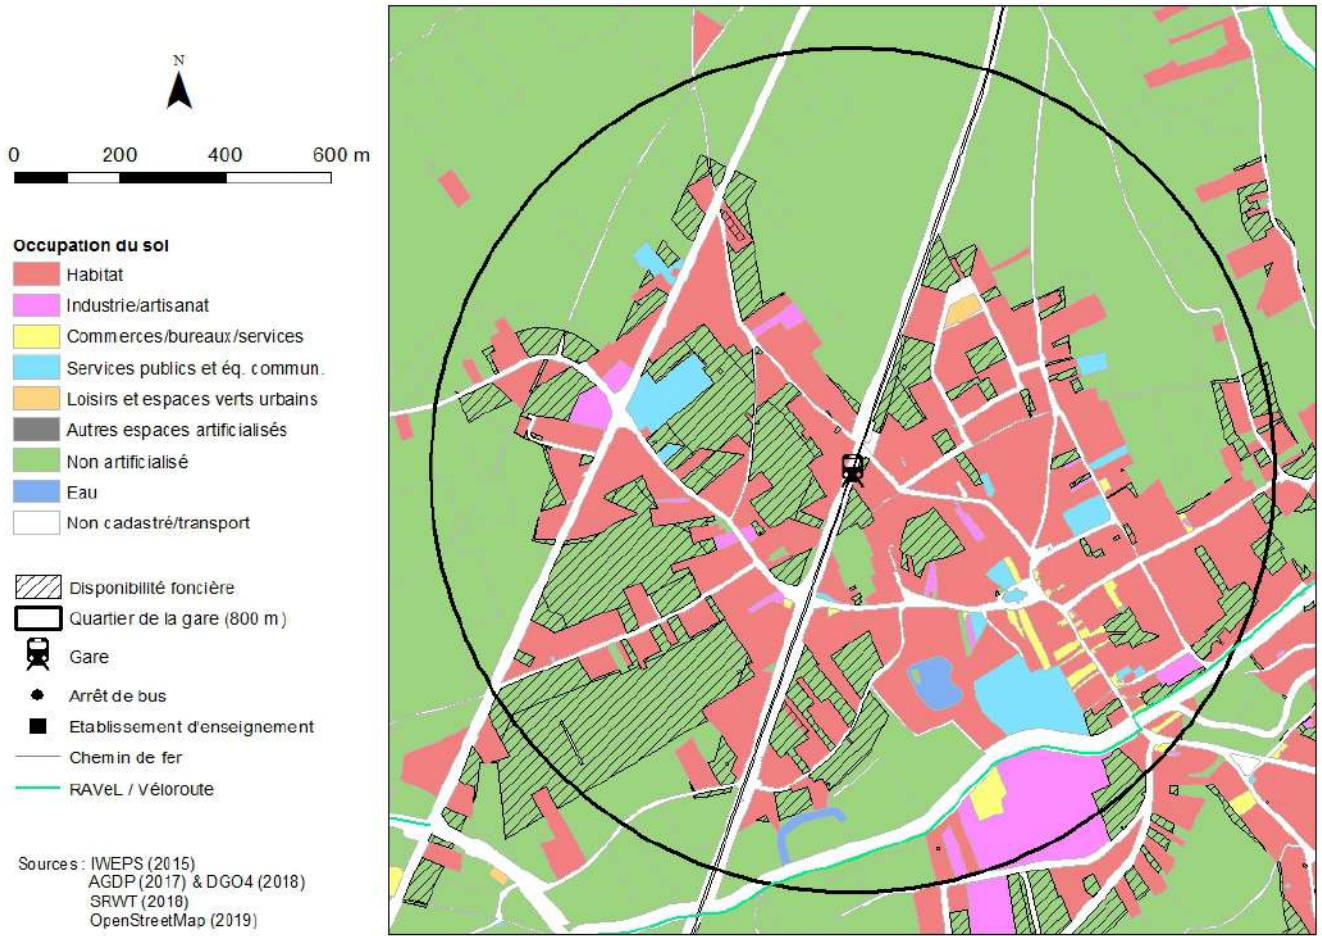 N
0 200 400 600 m
Occupation du sol
Habitat
Industrie/artisanat
Commerces/bureaux/services
Services publics et éq. commun.
Loisirs et espaces verts urbains
Autres espaces artificialisés
Non artificialisé
Eau
Non cadastré/transport
Disponibilité foncière
Quartier de la gare (800 m)
Gare
Arrêt de bus
Etablissement d'enseignement
Chemin de fer
RAVeL / Véloroute
Sources : IWEPS (2015)
AGDP (2017) & DGO4 (2018)
SRWT (2018)
OpenStreetMap (2019)